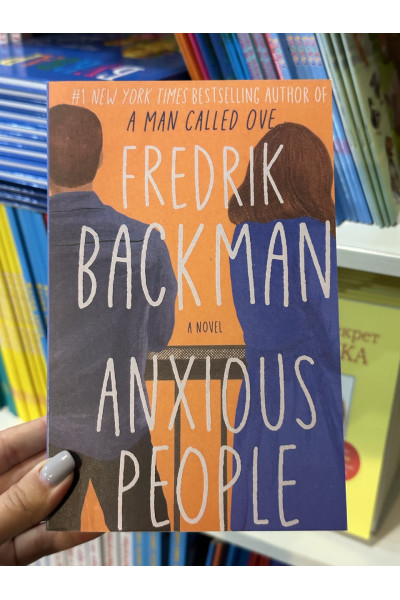 #1 NEW YORK TIMES BESTSELLING AUTHOR OF
A MAN CALLED OVE
FREDRIK
BACKMAN
A NOVEL
ANXIOUS
PEOPLE